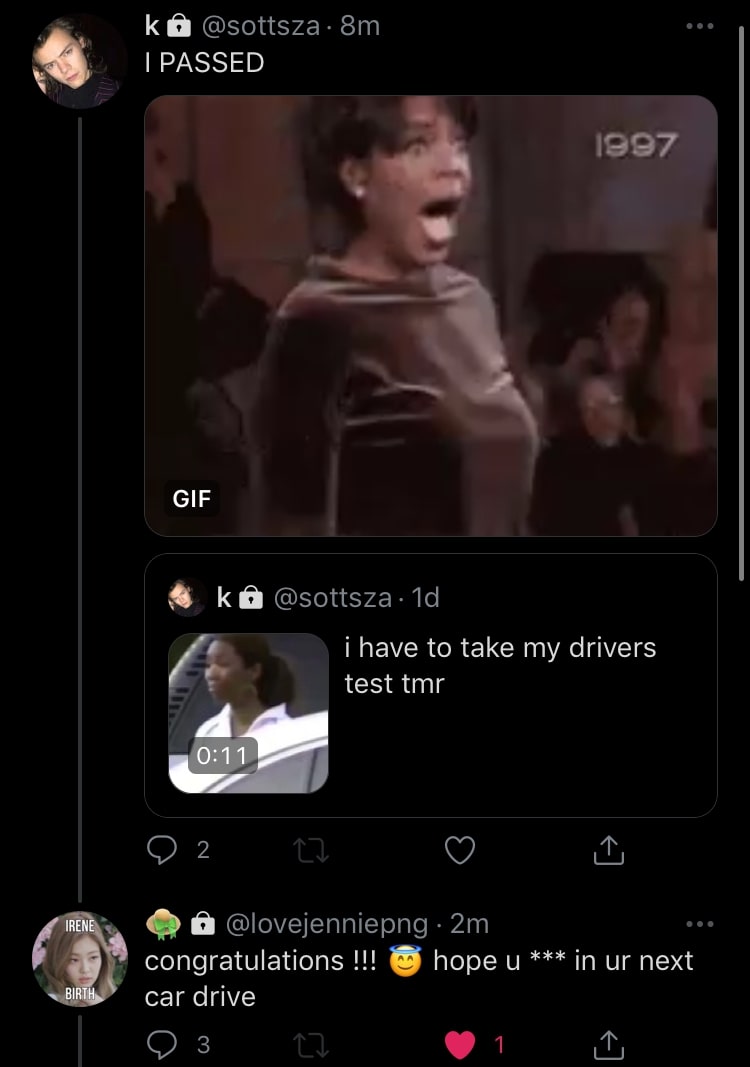 k @sottsza · 8m
I PASSED
1997
GIF
k @sottsza · 1d
i have to take my drivers
test tmr
0:11
2
@lovejenniepng · 2m
IRENE
BIRTH
congratulations !!! 😇 hope u *** in ur next
car drive
3 1